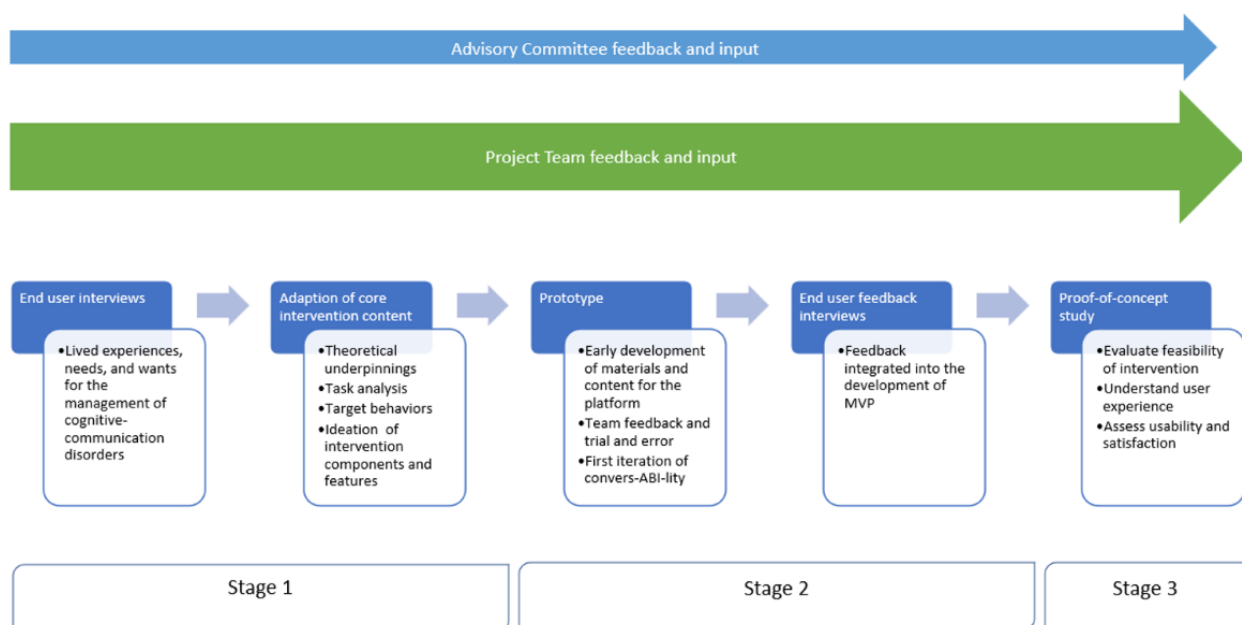 Advisory Committee feedback and input
Project Team feedback and input
End user interviews
•Lived experiences,
needs, and wants for
the
management of
cognitive-
communication
disorders
Adaption of core
intervention content
•Theoretical
underpinnings
•Task analysis
•Target behaviors
•Ideation of
intervention
components and
features
Prototype
•Early development
of materials and
content for the
platform
•Team feedback and
trial and error
•First iteration of
convers-ABI-lity
End user feedback
interviews
•Feedback
integrated into the
development of
MVP
Proof-of-concept
study
•Evaluate feasibility
of intervention
•Understand user
experience
•Assess usability and
satisfaction
Stage 1
Stage 2
Stage 3